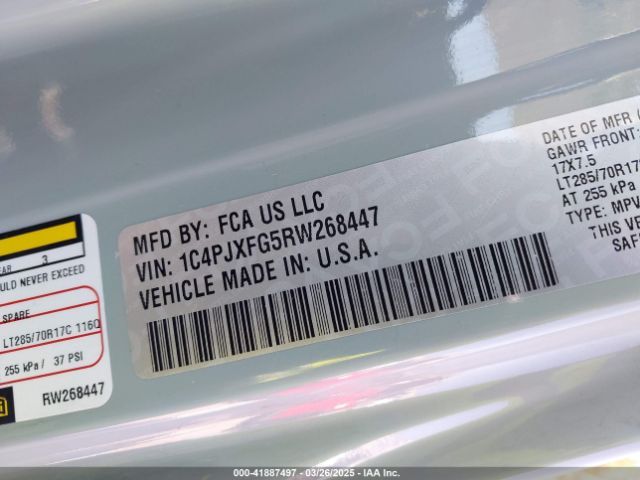 MFD BY: FCA US LLC
VIN: 1C4PJXFG5RW268447
VEHICLE MADE IN: U.S.A.
DATE OF MFR
GAWR FRONT:
17X7.5
LT285/70R17
AT 255 kPa
TYPE: MPV
THIS VE
3
ULD NEVER EXCEED
SPARE
LT285/70R17C 116Q
255 kPa / 37 PSI
RW268447
000-41887497 - 03/26/2025 - IAA Inc.